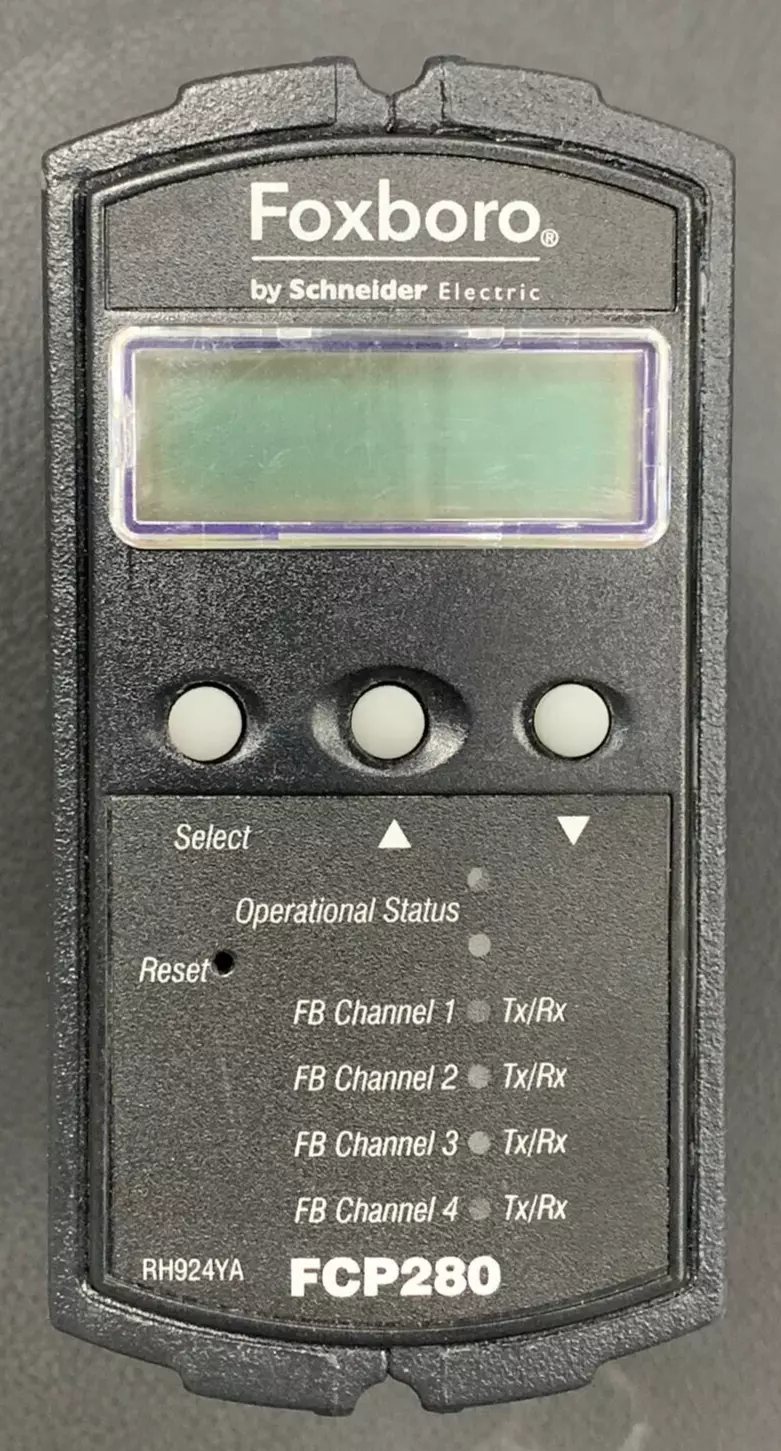 Foxboro®
by Schneider Electric
Select ▲ ▼
Operational Status
Reset
FB Channel 1 Tx/Rx
FB Channel 2 Tx/Rx
FB Channel 3 Tx/Rx
FB Channel 4 Tx/Rx
RH924YA FCP280